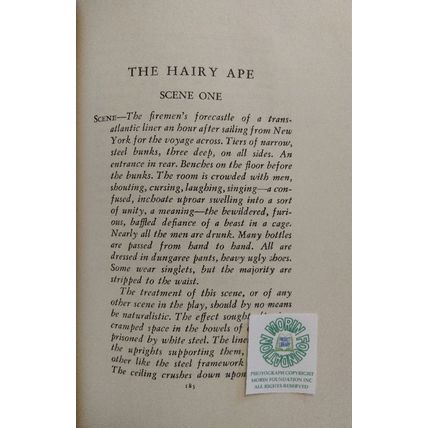 THE HAIRY APE
SCENE ONE
SCENE—The firemen's forecastle of a trans-
atlantic liner an hour after sailing from New
York for the voyage across. Tiers of narrow,
steel bunks, three deep, on all sides. An
entrance in rear. Benches on the floor before
the bunks. The room is crowded with men,
shouting, cursing, laughing, singing—a con-
fused, inchoate uproar swelling into a sort
of unity, a meaning—the bewildered, furi-
ous, baffled defiance of a beast in a cage.
Nearly all the men are drunk. Many bottles
are passed from hand to hand. All are
dressed in dungaree pants, heavy ugly shoes.
Some wear singlets, but the majority are
stripped to the waist.
The treatment of this scene, or of any
other scene in the play, should by no means
be naturalistic. The effect sought
cramped space in the bowels of
prisoned by white steel. The line
the uprights supporting them,
other like the steel framework
The ceiling crushes down upon
185
MORIN FOUNDATION
PHOTOGRAPH COPYRIGHT
MORIN FOUNDATION INC
ALL RIGHTS RESERVED